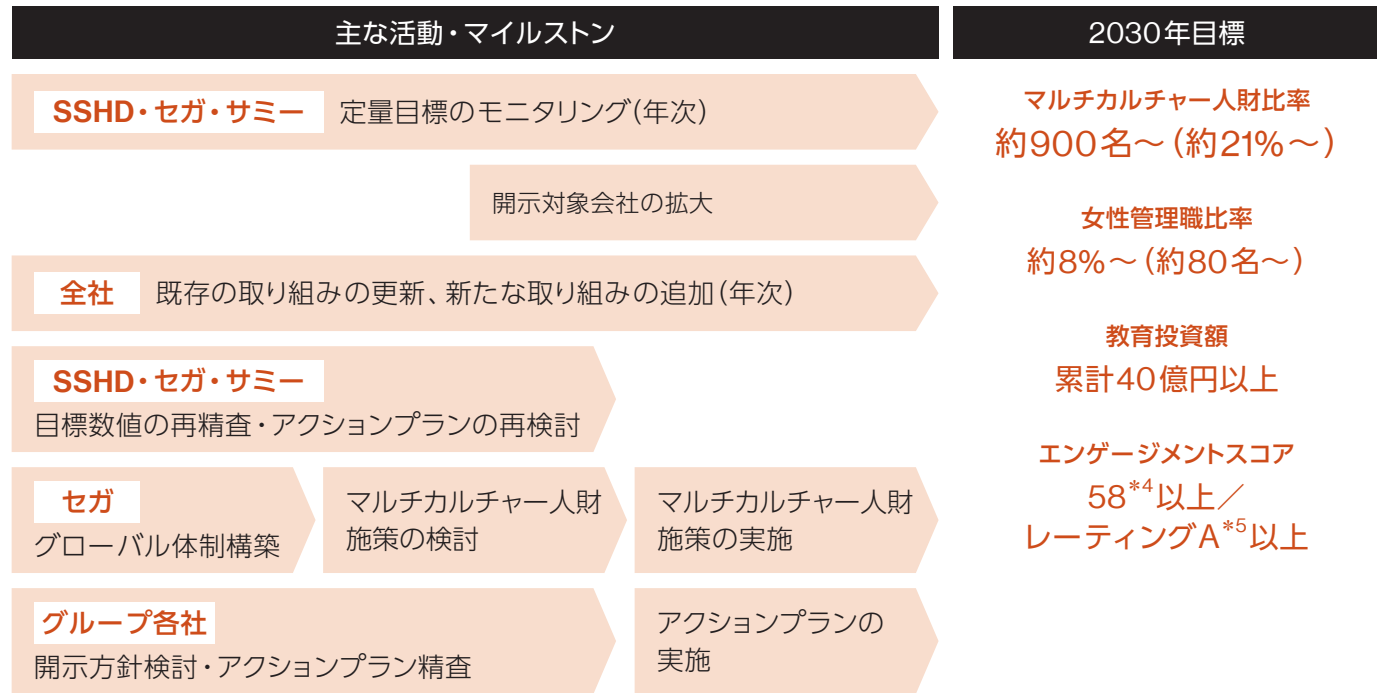 主な活動・マイルストン
SSHD・セガ・サミー 定量目標のモニタリング(年次)
開示対象会社の拡大
全社 既存の取り組みの更新、新たな取り組みの追加(年次)
SSHD・セガ・サミー
目標数値の再精査・アクションプランの再検討
セガ
グローバル体制構築
マルチカルチャー人財
施策の検討
マルチカルチャー人財
施策の実施
グループ各社
開示方針検討・アクションプラン精査
アクションプランの
実施
2030年目標
マルチカルチャー人財比率
約900名～(約21%～)
女性管理職比率
約8%～(約80名～)
教育投資額
累計40億円以上
エンゲージメントスコア
58*4以上／
レーティングA*5以上